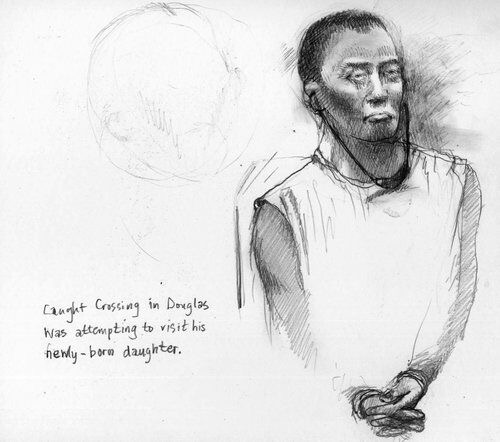 Caught Crossing in Douglas
Was attempting to visit his
newly-born daughter.